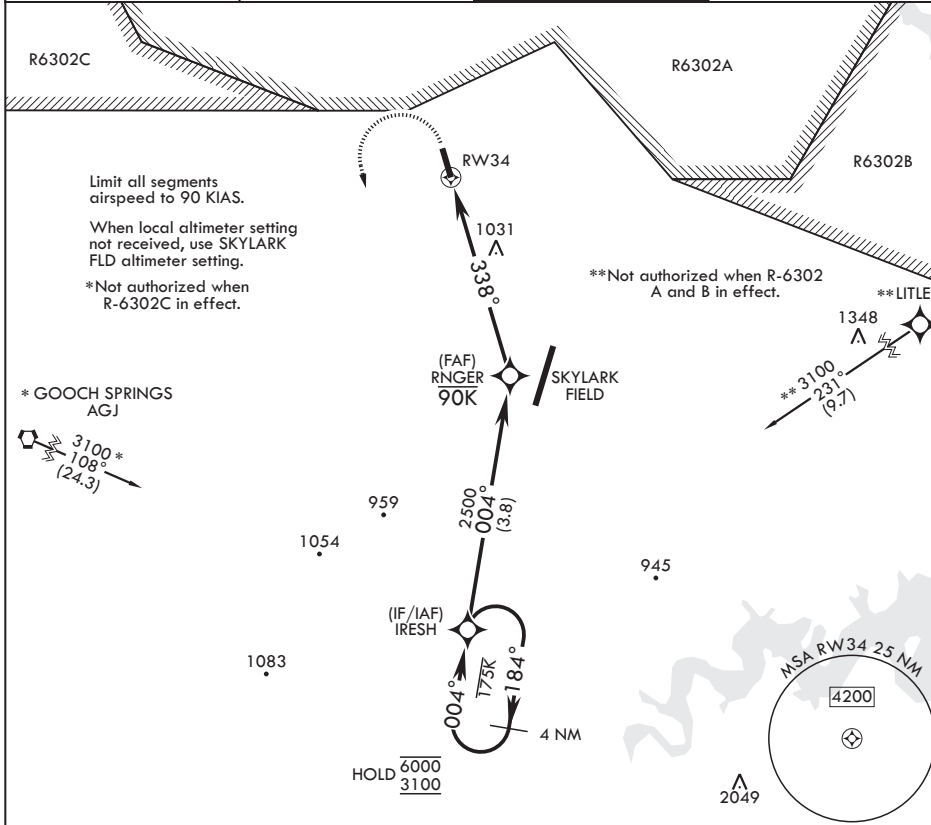 R6302C
R6302A
R6302B
RW34
Limit all segments
airspeed to 90 KIAS.
When local altimeter setting
not received, use SKYLARK
FLD altimeter setting.
*Not authorized when
R-6302C in effect.
1031
338°
**Not authorized when R-6302
A and B in effect.
**LITLE
1348
** 3100
231°
(9.7)
(FAF)
RNGER
90K
SKYLARK
FIELD
* GOOCH SPRINGS
AGJ
3100 *
108°
(24.3)
959
2500
004°
(3.8)
1054
945
(IF/IAF)
IRESH
1083
004°
175K
184°
4 NM
HOLD 6000
3100
MSA RW34 25 NM
4200
2049